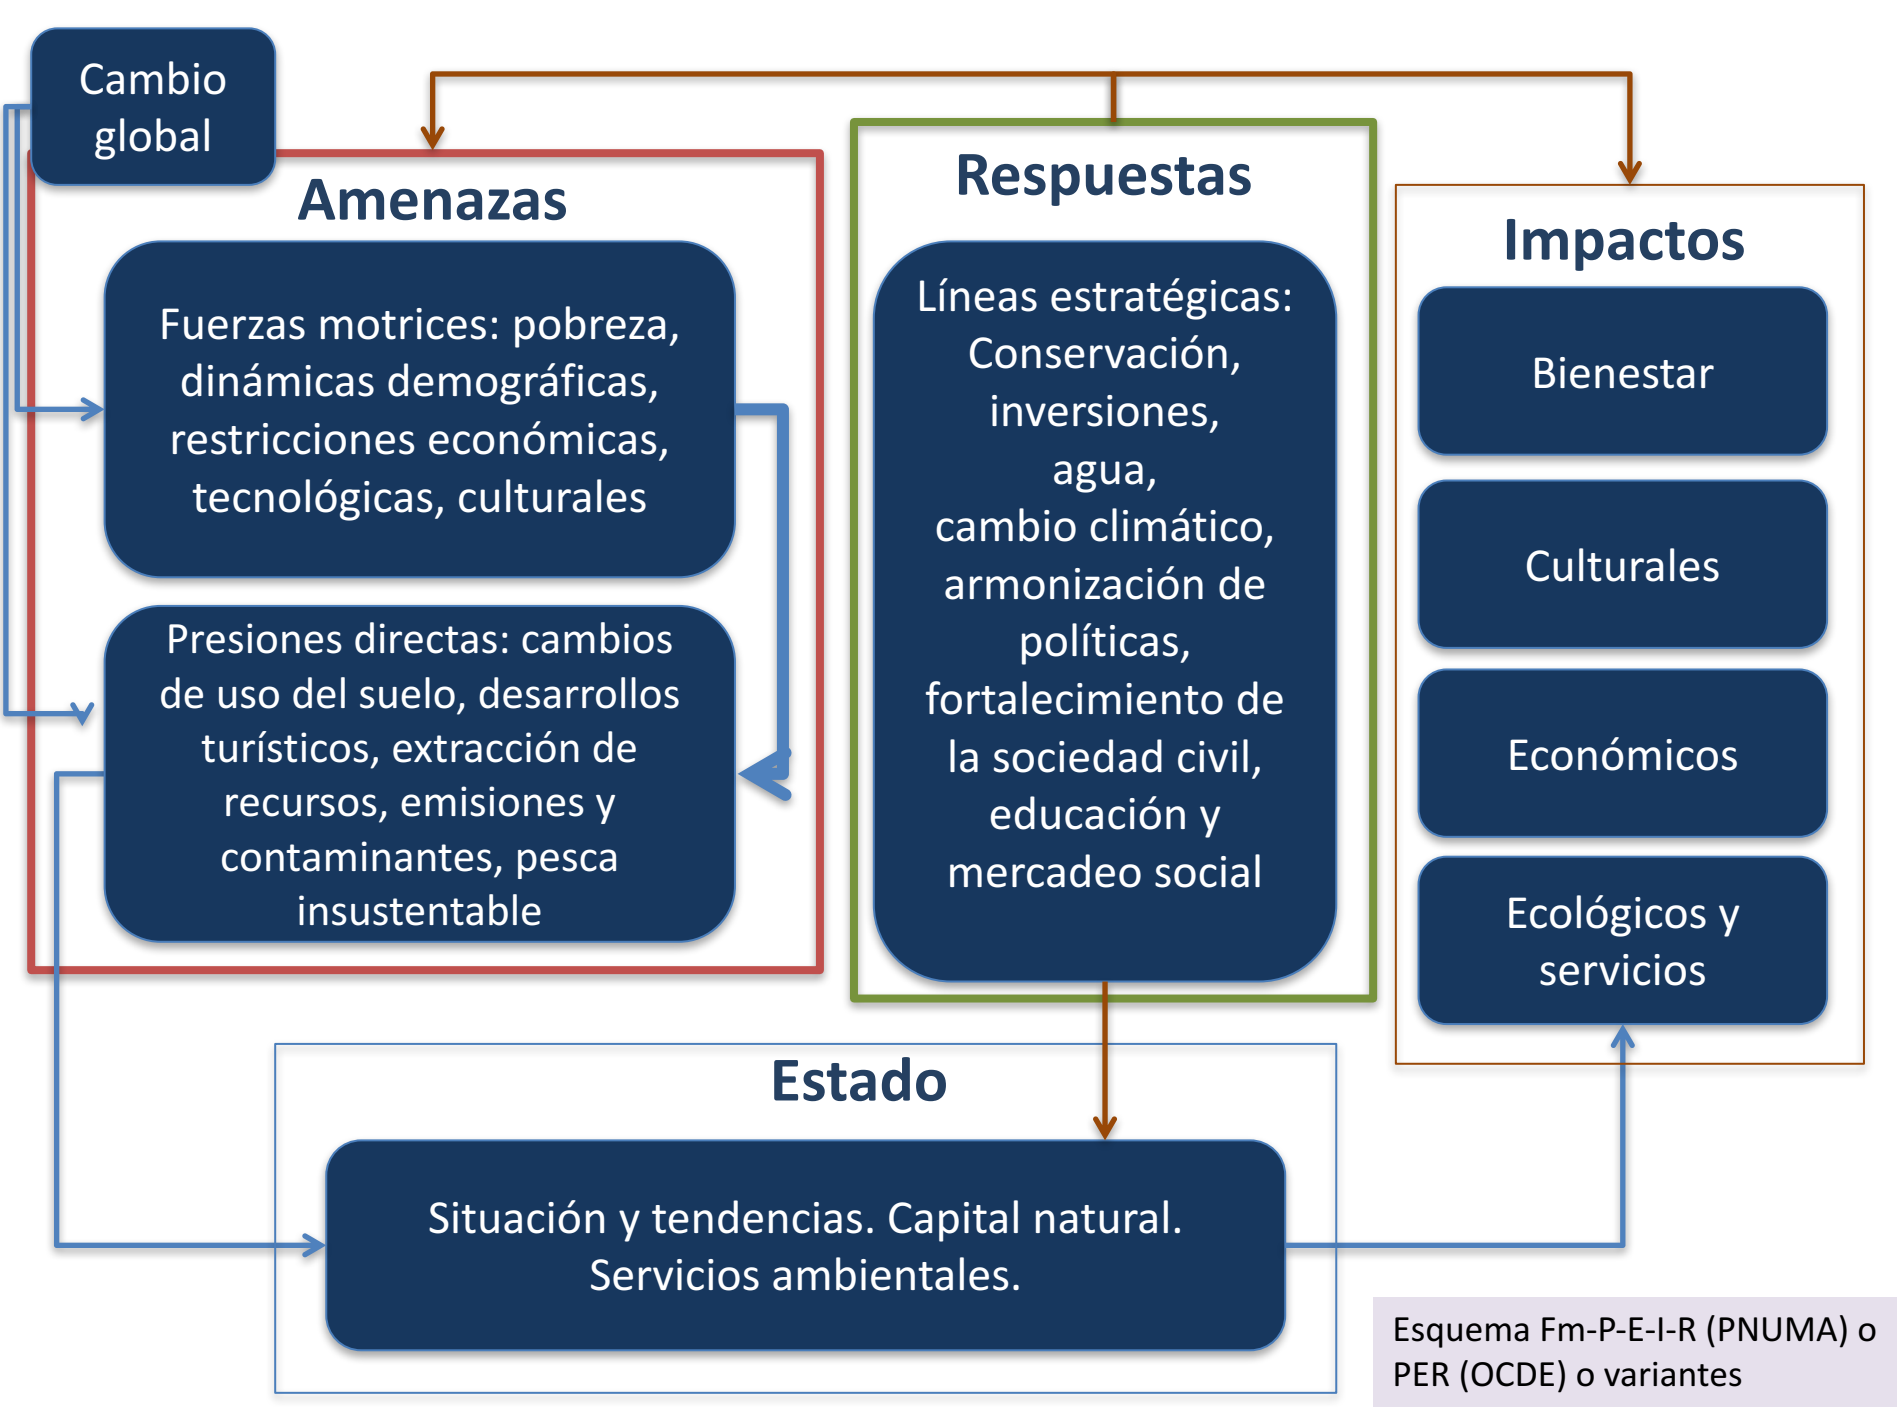 Cambio
global
Amenazas
Fuerzas motrices: pobreza,
dinámicas demográficas,
restricciones económicas,
tecnológicas, culturales
Presiones directas: cambios
de uso del suelo, desarrollos
turísticos, extracción de
recursos, emisiones y
contaminantes, pesca
insustentable
Respuestas
Líneas estratégicas:
Conservación,
inversiones,
agua,
cambio climático,
armonización de
políticas,
fortalecimiento de
la sociedad civil,
educación y
mercadeo social
Impactos
Bienestar
Culturales
Económicos
Ecológicos y
servicios
Estado
Situación y tendencias. Capital natural.
Servicios ambientales.
Esquema Fm-P-E-I-R (PNUMA) o
PER (OCDE) o variantes